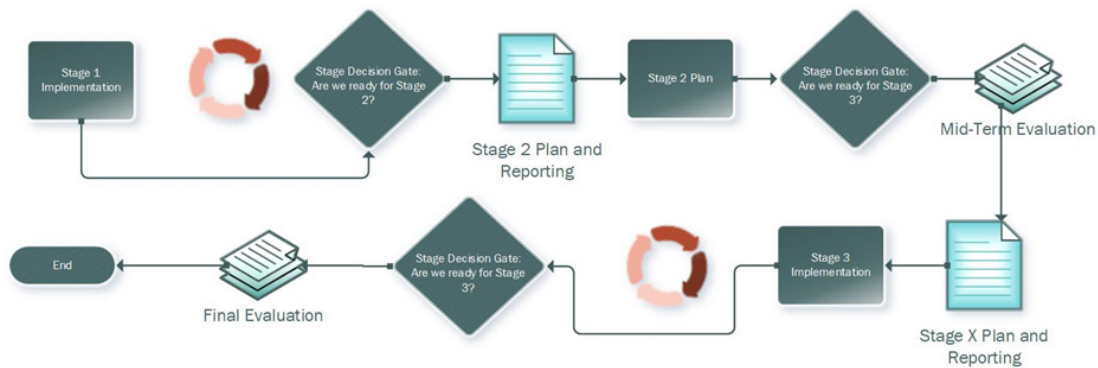 Stage 1
Implementation
Stage Decision Gate:
Are we ready for Stage
2?
Stage 2 Plan and
Reporting
Stage 2 Plan
Stage Decision Gate:
Are we ready for Stage
3?
Mid-Term Evaluation
Stage X Plan and
Reporting
Stage 3
Implementation
Stage Decision Gate:
Are we ready for Stage
3?
Final Evaluation
End